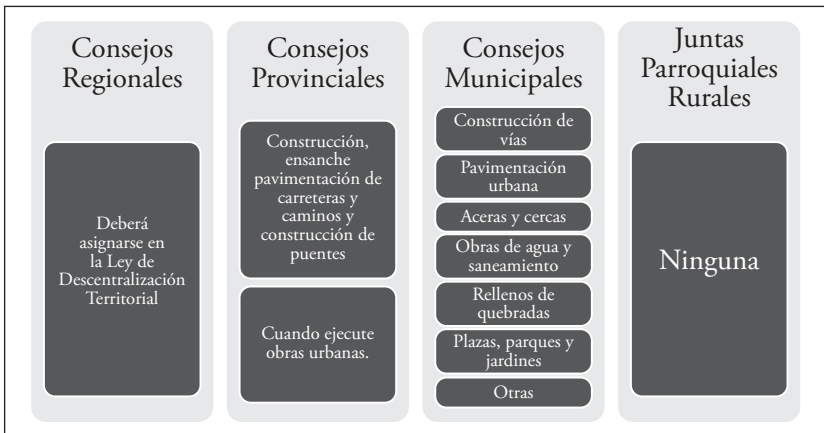 Consejos
Regionales
Deberá
asignarse en
la Ley de
Descentralización
Territorial
Consejos
Provinciales
Construcción,
ensanche
pavimentación de
carreteras y
caminos y
construcción de
puentes
Cuando ejecute
obras urbanas.
Consejos
Municipales
Construcción de
vías
Pavimentación
urbana
Aceras y cercas
Obras de agua y
saneamiento
Rellenos de
quebradas
Plazas, parques y
jardines
Otras
Juntas
Parroquiales
Rurales
Ninguna